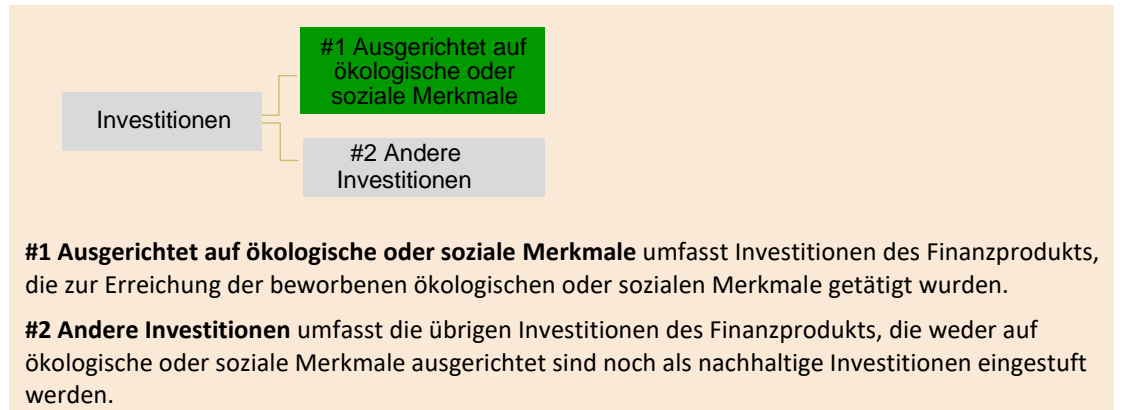 #1 Ausgerichtet auf
ökologische oder
soziale Merkmale
Investitionen
#2 Andere
Investitionen
#1 Ausgerichtet auf ökologische oder soziale Merkmale umfasst Investitionen des Finanzprodukts,
die zur Erreichung der beworbenen ökologischen oder sozialen Merkmale getätigt wurden.
#2 Andere Investitionen umfasst die übrigen Investitionen des Finanzprodukts, die weder auf
ökologische oder soziale Merkmale ausgerichtet sind noch als nachhaltige Investitionen eingestuft
werden.